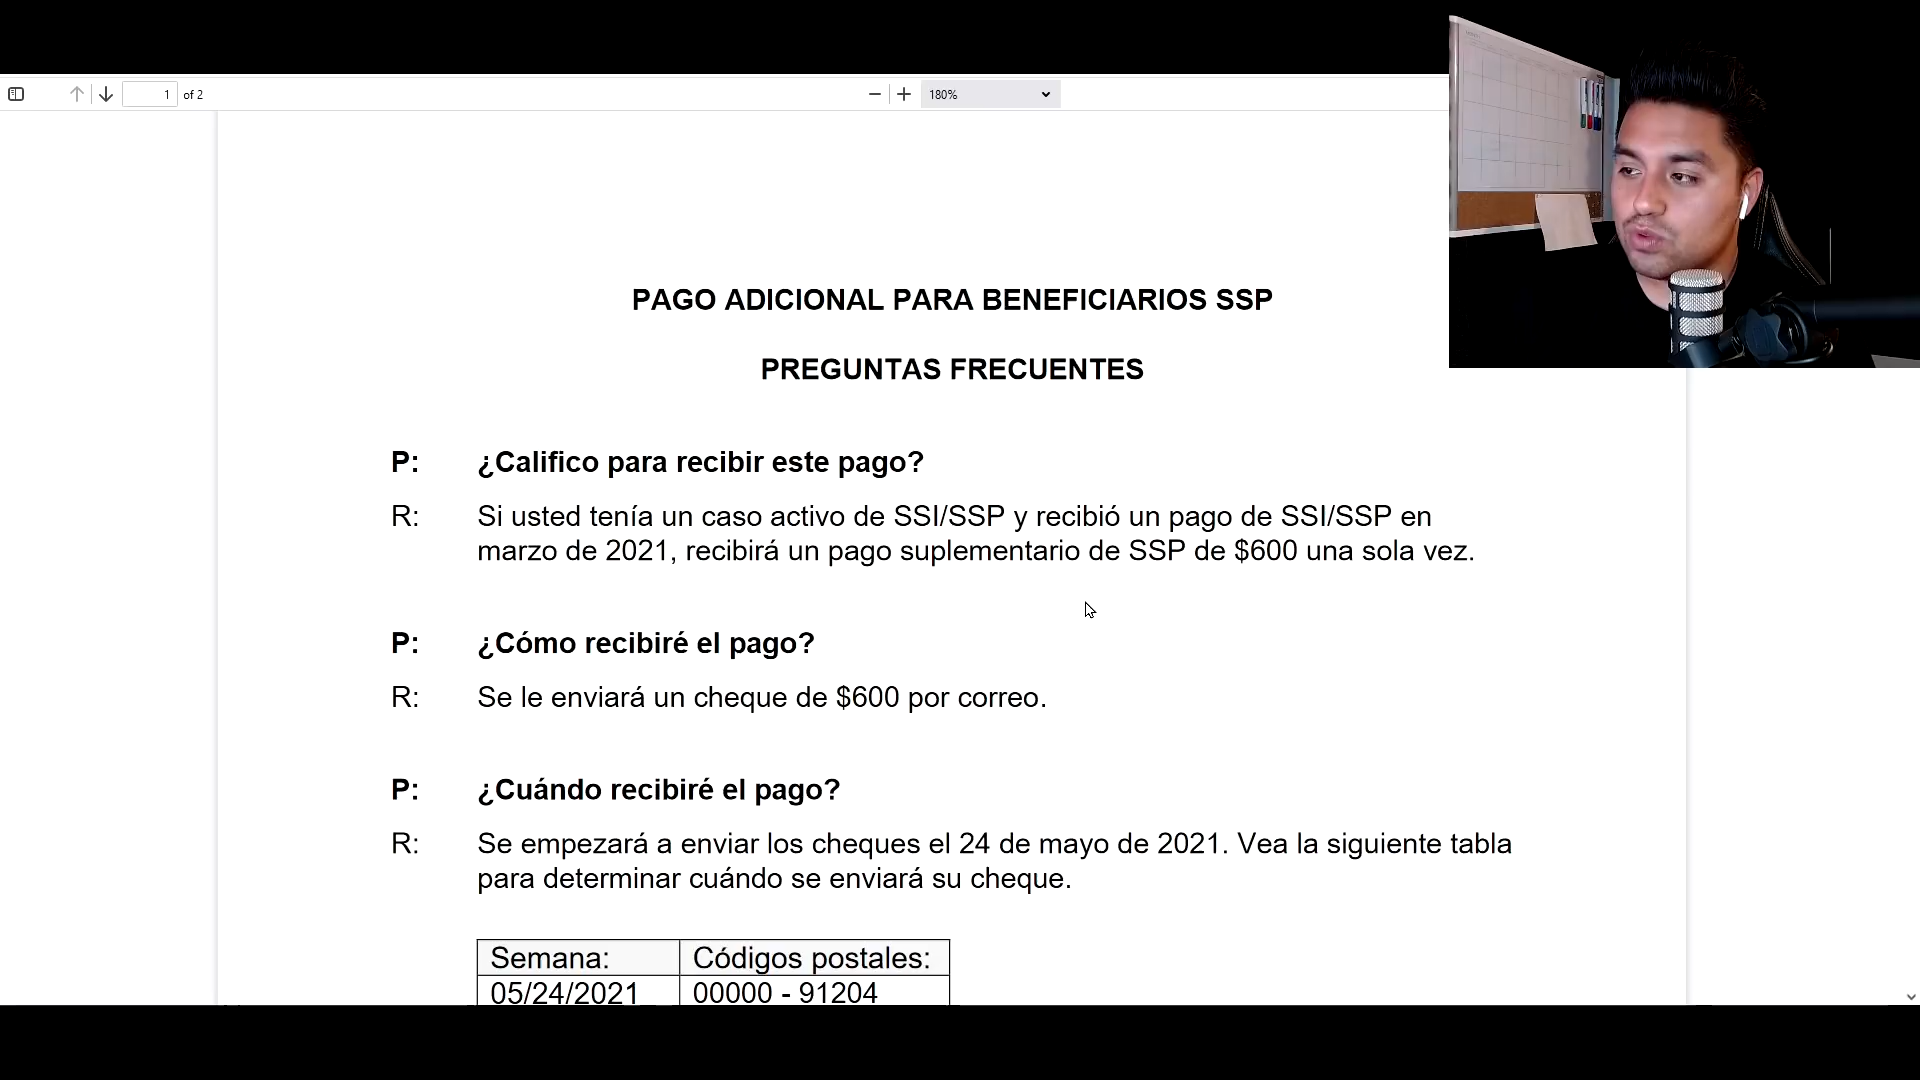 1 of 2
180%
PAGO ADICIONAL PARA BENEFICIARIOS SSP
PREGUNTAS FRECUENTES
P: ¿Califico para recibir este pago?
R: Si usted tenía un caso activo de SSI/SSP y recibió un pago de SSI/SSP en
marzo de 2021, recibirá un pago suplementario de SSP de $600 una sola vez.
P: ¿Cómo recibiré el pago?
R: Se le enviará un cheque de $600 por correo.
P: ¿Cuándo recibiré el pago?
R: Se empezará a enviar los cheques el 24 de mayo de 2021. Vea la siguiente tabla
para determinar cuándo se enviará su cheque.
Semana: Códigos postales:
05/24/2021 00000 - 91204